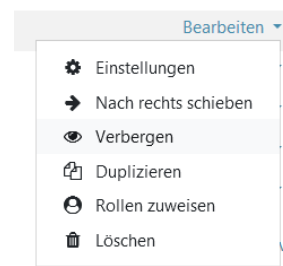 Bearbeiten
Einstellungen
Nach rechts schieben
Verbergen
Duplizieren
Rollen zuweisen
Löschen